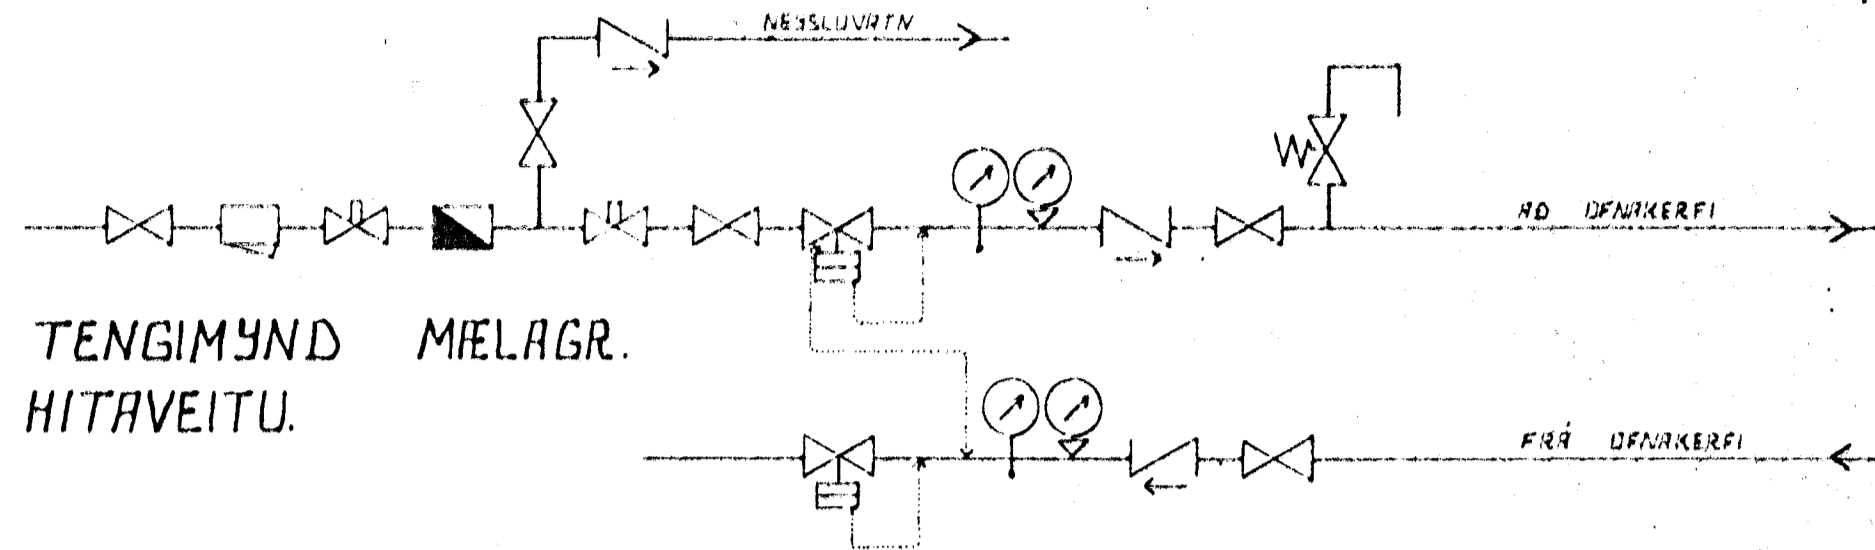 NEYSLUVATN
AÐ OFNAKERFI
TENGIMYND MÆLAGR.
HITAVEITU.
FRÁ OFNAKERFI